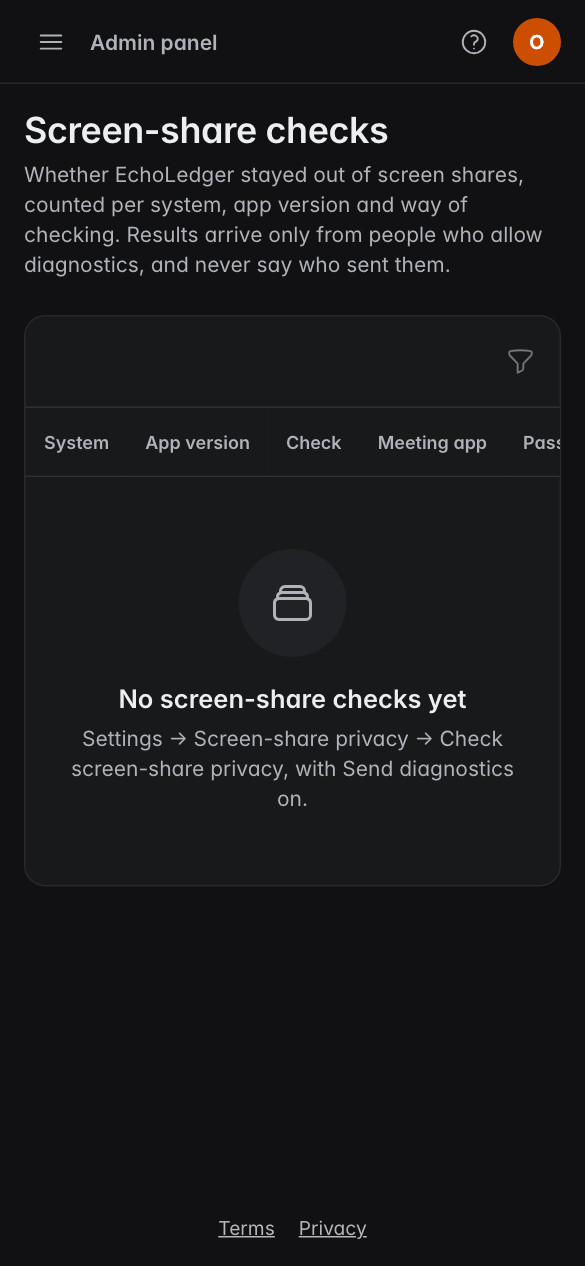 Admin panel
O
Screen-share checks
Whether EchoLedger stayed out of screen shares,
counted per system, app version and way of
checking. Results arrive only from people who allow
diagnostics, and never say who sent them.
System App version Check Meeting app Pass
No screen-share checks yet
Settings → Screen-share privacy → Check
screen-share privacy, with Send diagnostics
on.
Terms Privacy